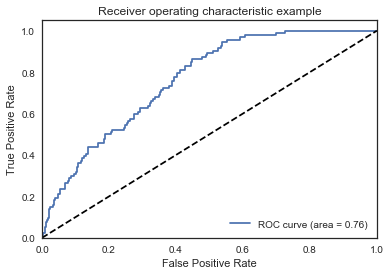 Receiver operating characteristic example
True Positive Rate
1.0
0.8
0.6
0.4
0.2
0.0
ROC curve (area = 0.76)
0.0 0.2 0.4 0.6 0.8 1.0
False Positive Rate